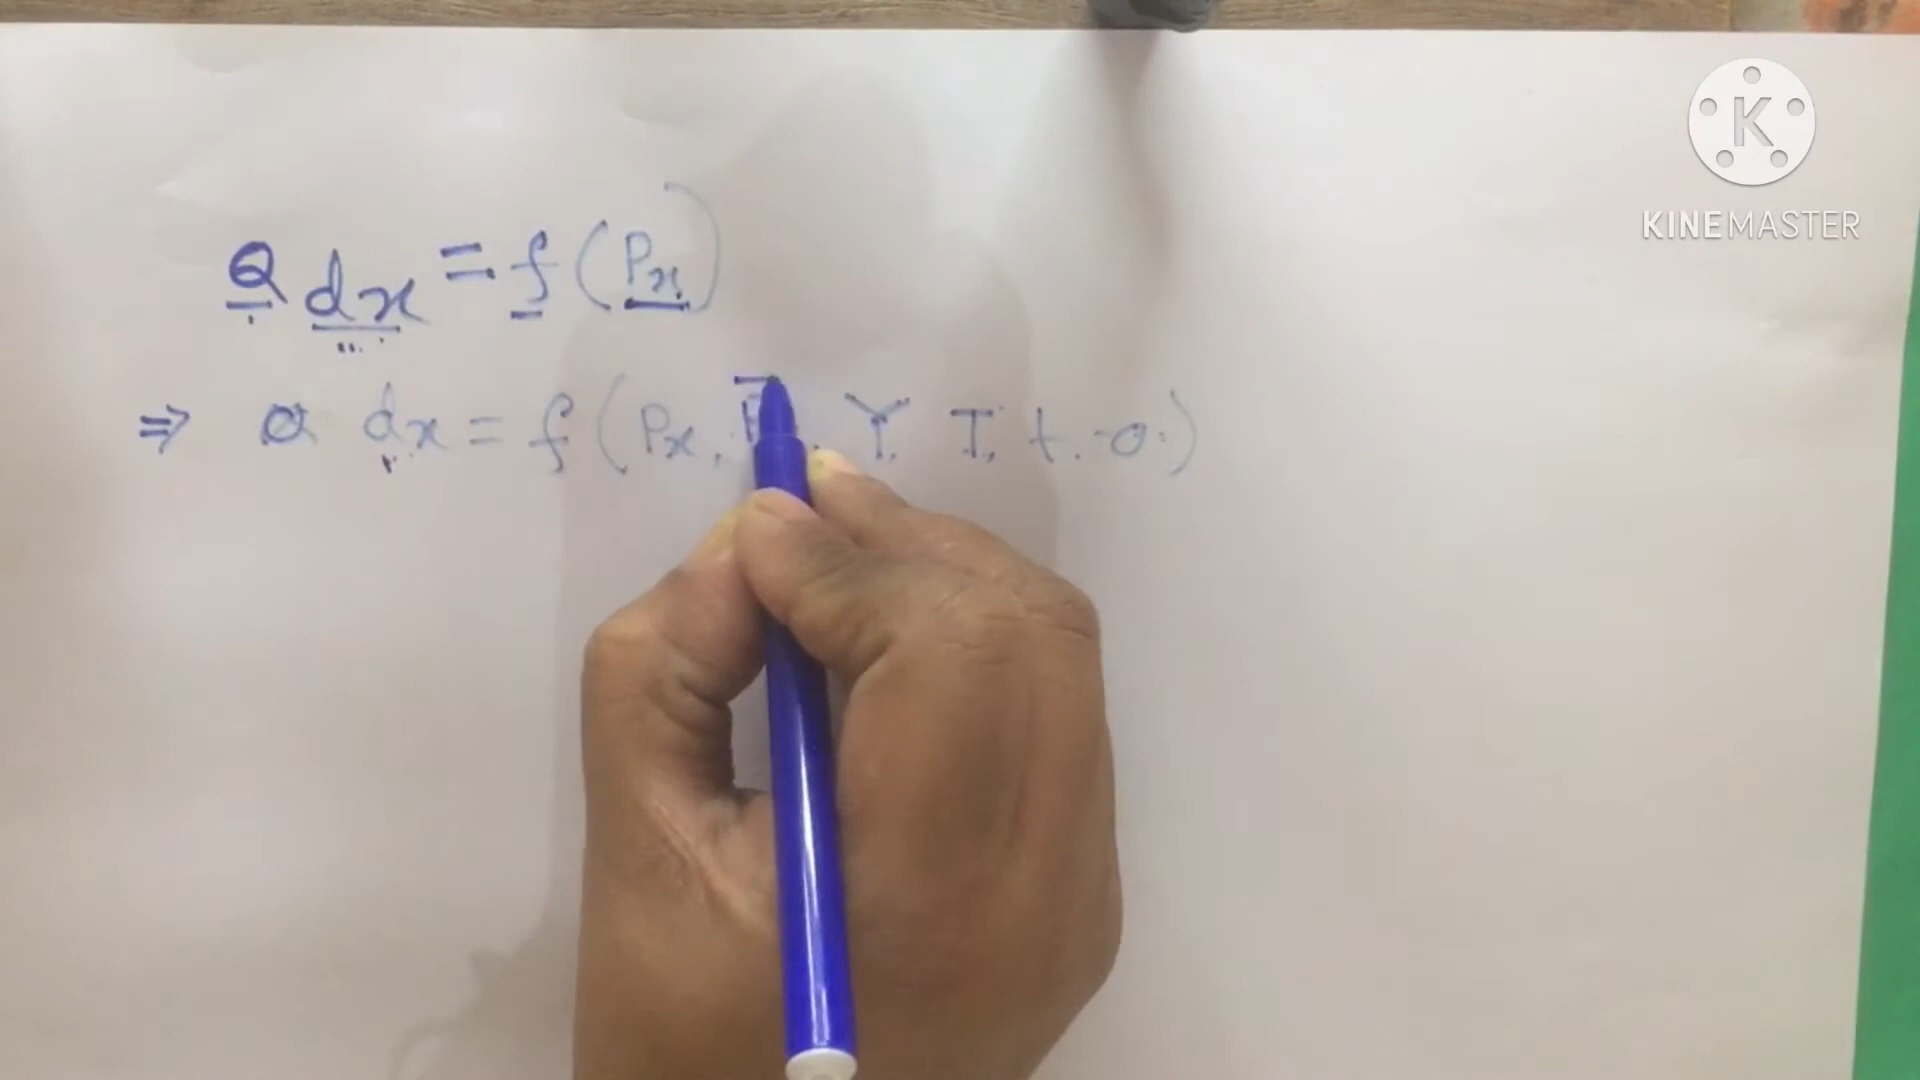 Q dx = f (Px)
⇒ Q dx = f (Px, P , Y, T, t, o.)
K
KINEMASTER